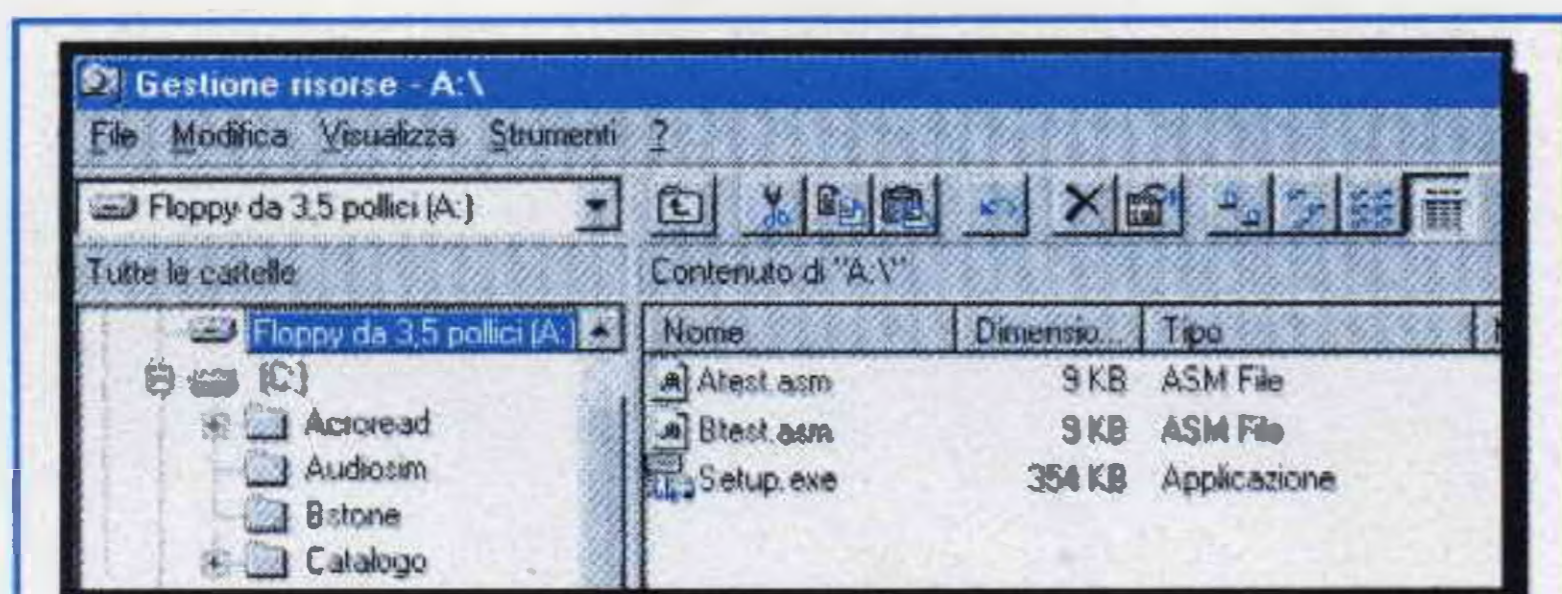 Gestione risorse - A:\
File Modifica Visualizza Strumenti ?
Floppy da 3,5 pollici (A:)
Tutte le cartelle
Contenuto di "A:\"
Floppy da 3,5 pollici (A:)
(C:)
Acroread
Audiosim
Bstone
Catalogo
Nome Dimensio... Tipo
Atest.asm 9 KB ASM File
Btest.asm 9 KB ASM File
Setup.exe 354 KB Applicazione